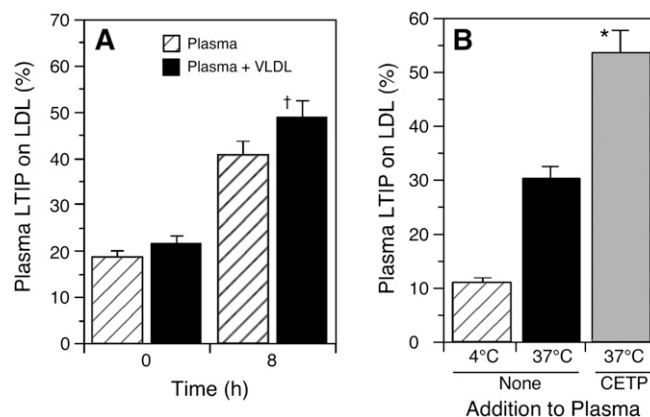 A
Plasma
Plasma + VLDL
†
Plasma LTIP on LDL (%)
70
60
50
40
30
20
10
0
0 8
Time (h)
B
*
Plasma LTIP on LDL (%)
60
50
40
30
20
10
0
4°C 37°C 37°C
None CETP
Addition to Plasma